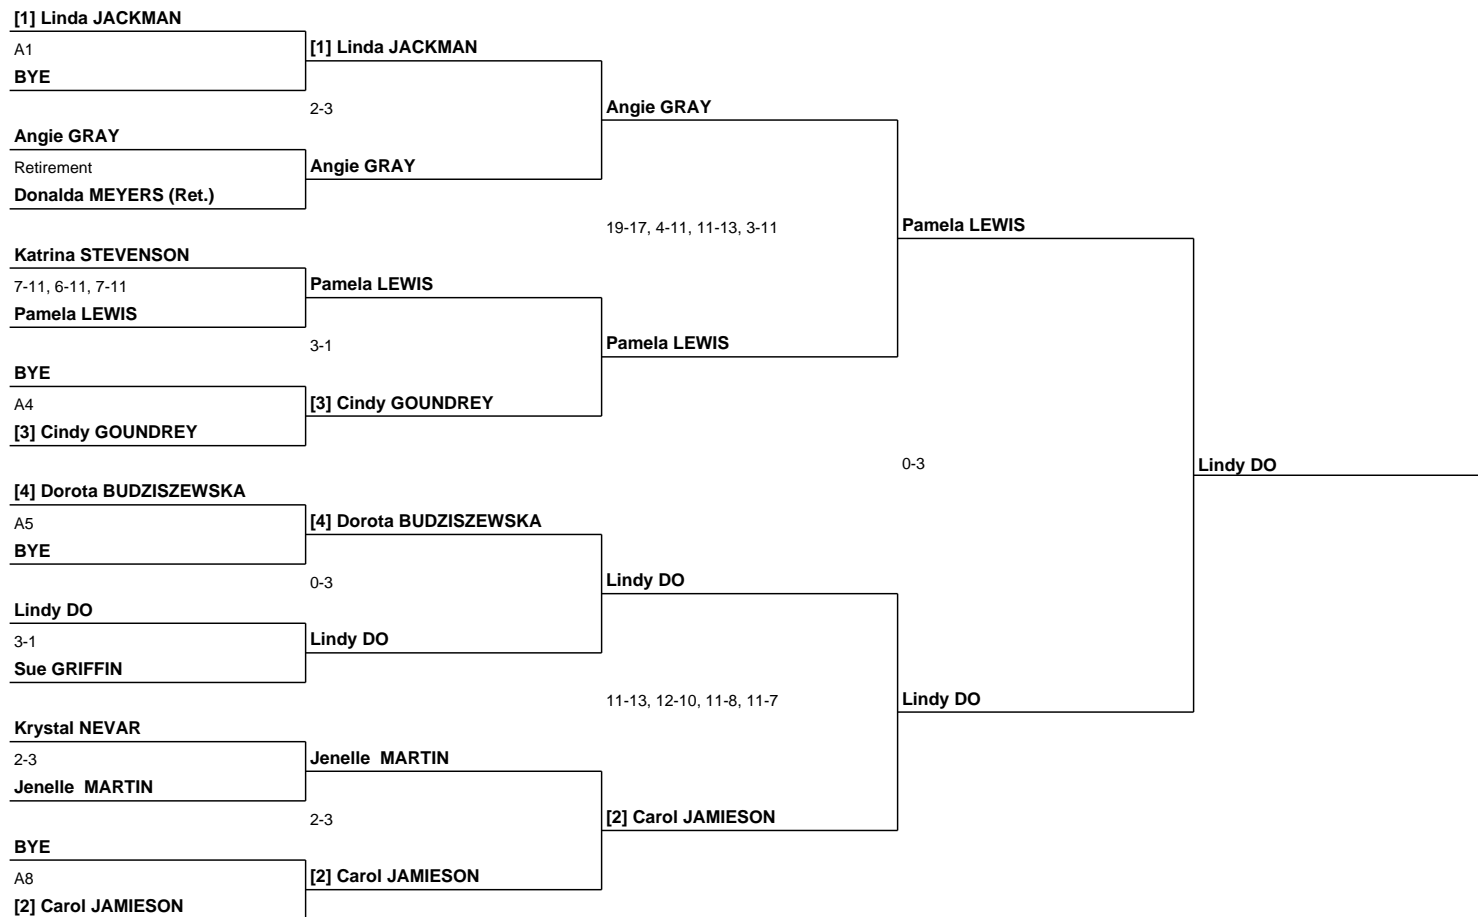 [1] Linda JACKMAN
A1
BYE
[1] Linda JACKMAN
2-3
Angie GRAY
Retirement
Donalda MEYERS (Ret.)
Angie GRAY
Angie GRAY
19-17, 4-11, 11-13, 3-11
Katrina STEVENSON
7-11, 6-11, 7-11
Pamela LEWIS
Pamela LEWIS
3-1
BYE
A4
[3] Cindy GOUNDREY
[3] Cindy GOUNDREY
Pamela LEWIS
Pamela LEWIS
0-3
[4] Dorota BUDZISZEWSKA
A5
BYE
[4] Dorota BUDZISZEWSKA
0-3
Lindy DO
3-1
Sue GRIFFIN
Lindy DO
Lindy DO
11-13, 12-10, 11-8, 11-7
Krystal NEVAR
2-3
Jenelle  MARTIN
Jenelle  MARTIN
2-3
BYE
A8
[2] Carol JAMIESON
[2] Carol JAMIESON
[2] Carol JAMIESON
Lindy DO
Lindy DO